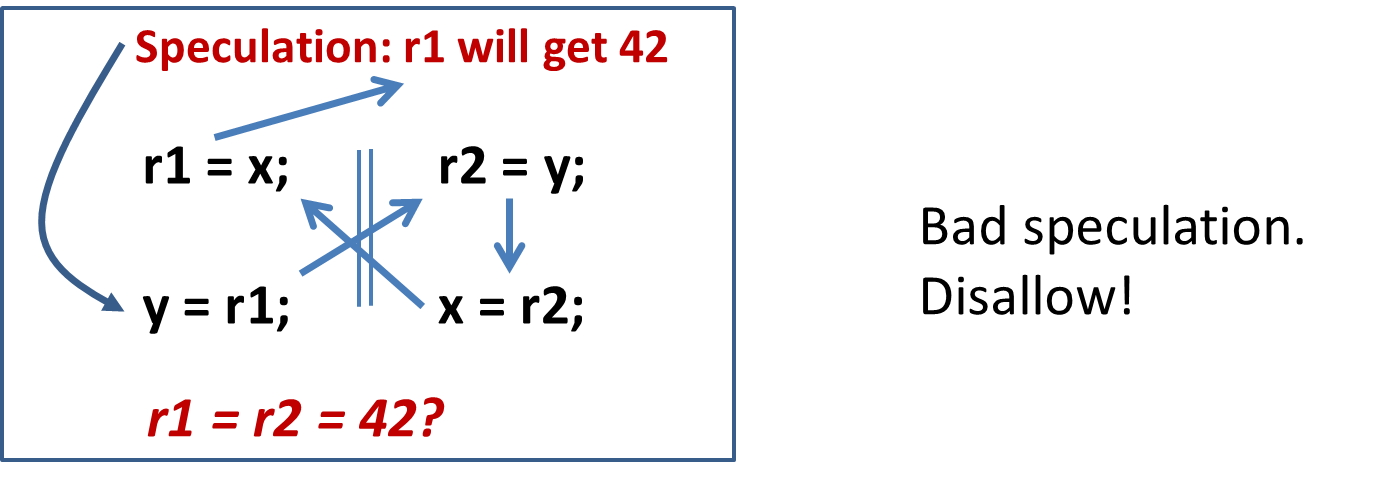 Speculation: r1 will get 42
r1 = x;
r2 = y;
y = r1;
x = r2;
r1 = r2 = 42?
Bad speculation.
Disallow!